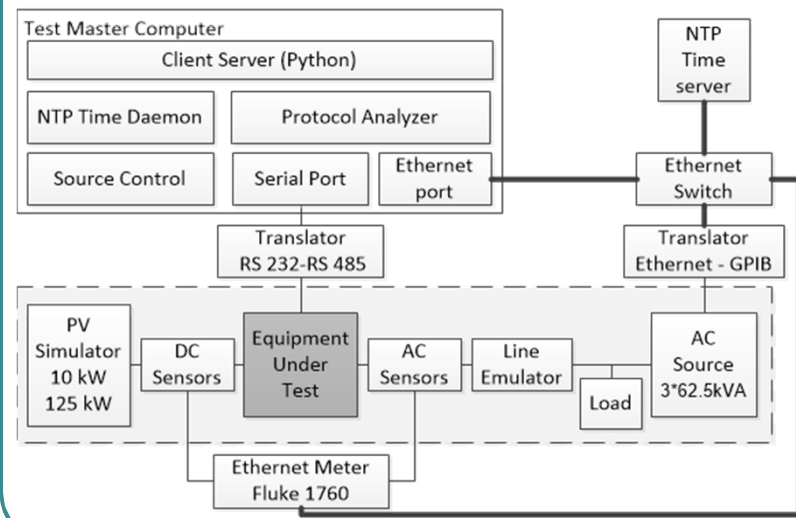 Test Master Computer
Client Server (Python)
NTP Time Daemon
Protocol Analyzer
Source Control
Serial Port
Ethernet
port
NTP
Time
server
Ethernet
Switch
Translator
RS 232-RS 485
Translator
Ethernet - GPIB
PV
Simulator
10 kW
125 kW
DC
Sensors
Equipment
Under
Test
AC
Sensors
Line
Emulator
Load
AC
Source
3*62.5kVA
Ethernet Meter
Fluke 1760